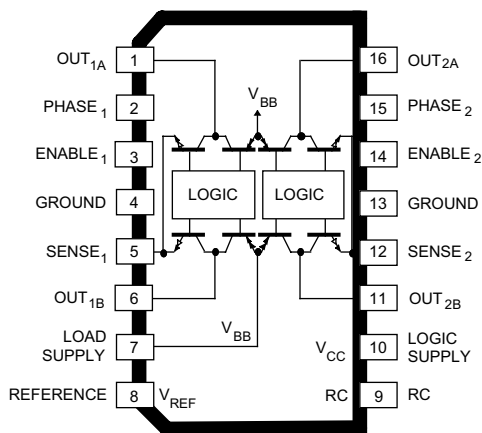 OUT1A 1 16 OUT2A
PHASE1 2 VBB 15 PHASE2
ENABLE1 3 14 ENABLE2
GROUND 4 LOGIC LOGIC 13 GROUND
SENSE1 5 12 SENSE2
OUT1B 6 11 OUT2B
LOAD SUPPLY 7 VBB VCC 10 LOGIC SUPPLY
REFERENCE 8 VREF RC 9 RC